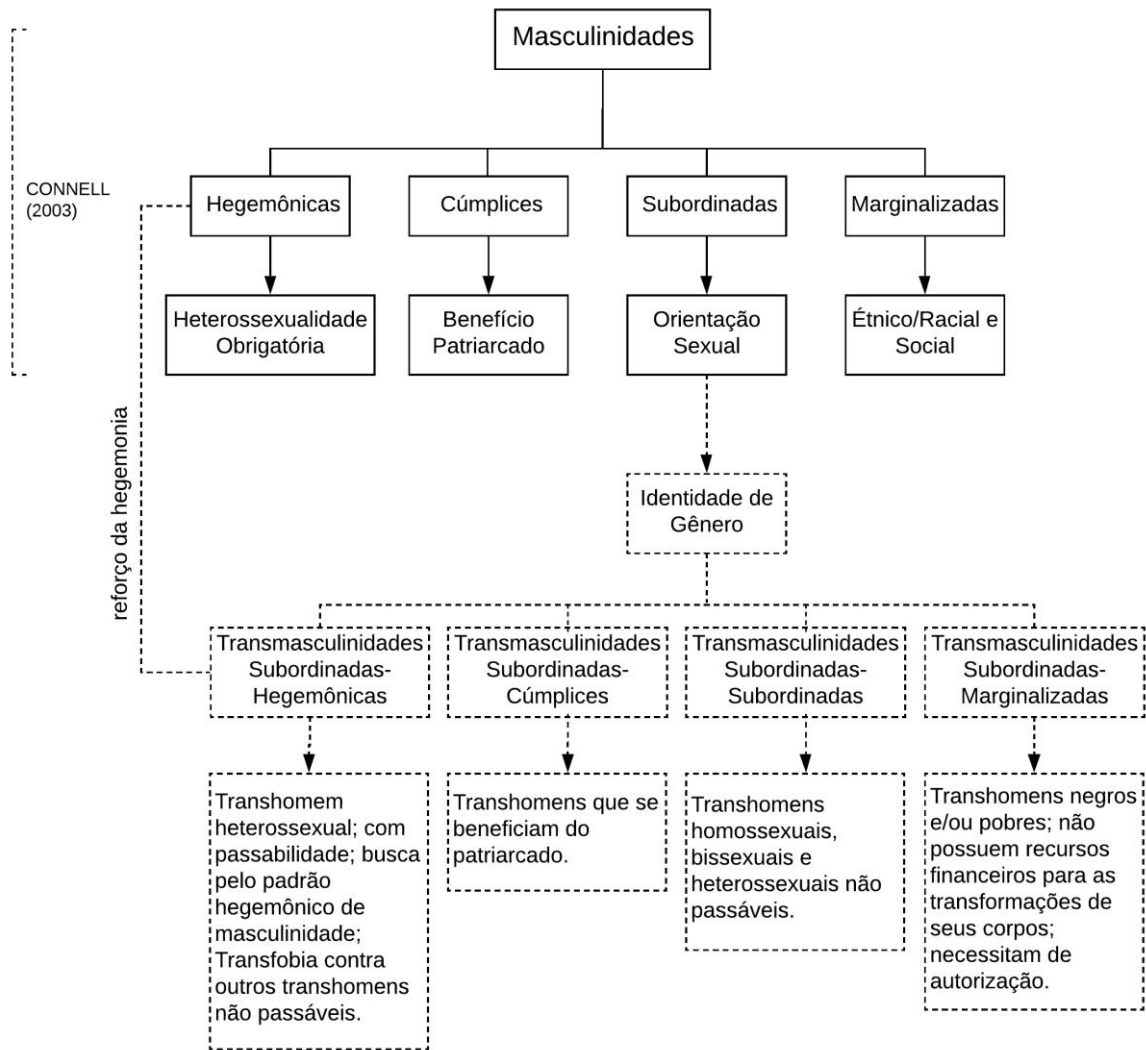 Masculinidades
CONNELL
(2003)
Hegemônicas
Cúmplices
Subordinadas
Marginalizadas
Heterossexualidade
Obrigatória
Benefício
Patriarcado
Orientação
Sexual
Étnico/Racial e
Social
reforço da hegemonia
Identidade de
Gênero
Transmasculinidades
Subordinadas-
Hegemônicas
Transmasculinidades
Subordinadas-
Cúmplices
Transmasculinidades
Subordinadas-
Subordinadas
Transmasculinidades
Subordinadas-
Marginalizadas
Transhomem
heterossexual; com
passabilidade; busca
pelo padrão
hegemônico de
masculinidade;
Transfobia contra
outros transhomens
não passáveis.
Transhomens que se
beneficiam do
patriarcado.
Transhomens
homossexuais,
bissexuais e
heterossexuais não
passáveis.
Transhomens negros
e/ou pobres; não
possuem recursos
financeiros para as
transformações de
seus corpos;
necessitam de
autorização.